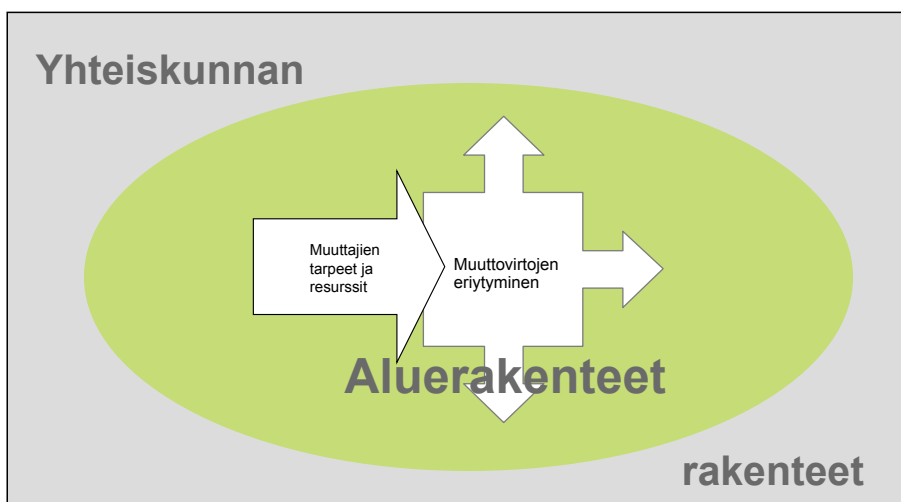 Yhteiskunnan
Muuttajien
tarpeet ja
resurssit
Muuttovirtojen
eriytyminen
Aluerakenteet
rakenteet